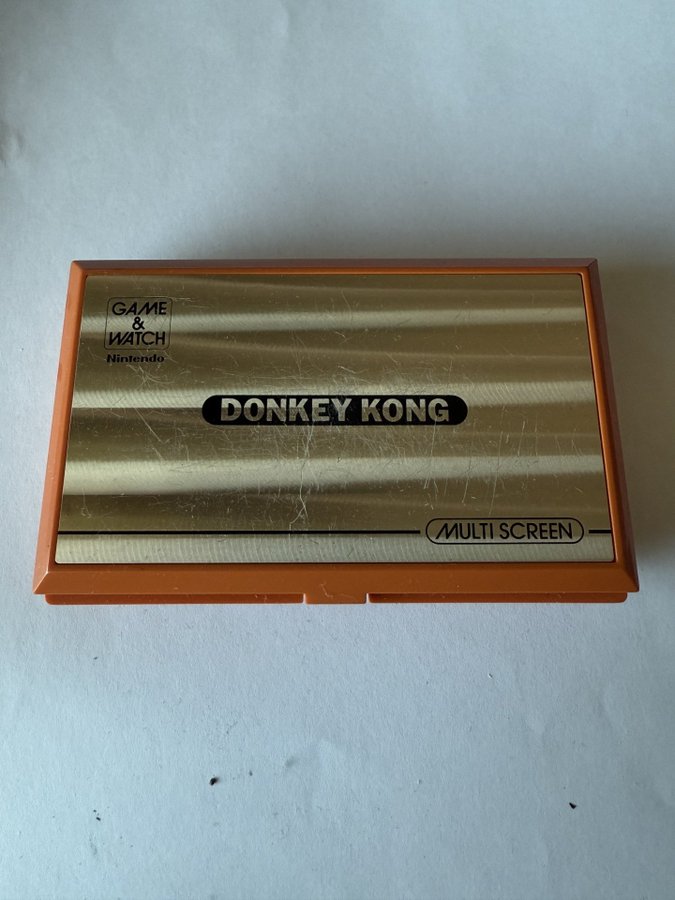 GAME
&
WATCH
Nintendo
DONKEY KONG
MULTI SCREEN